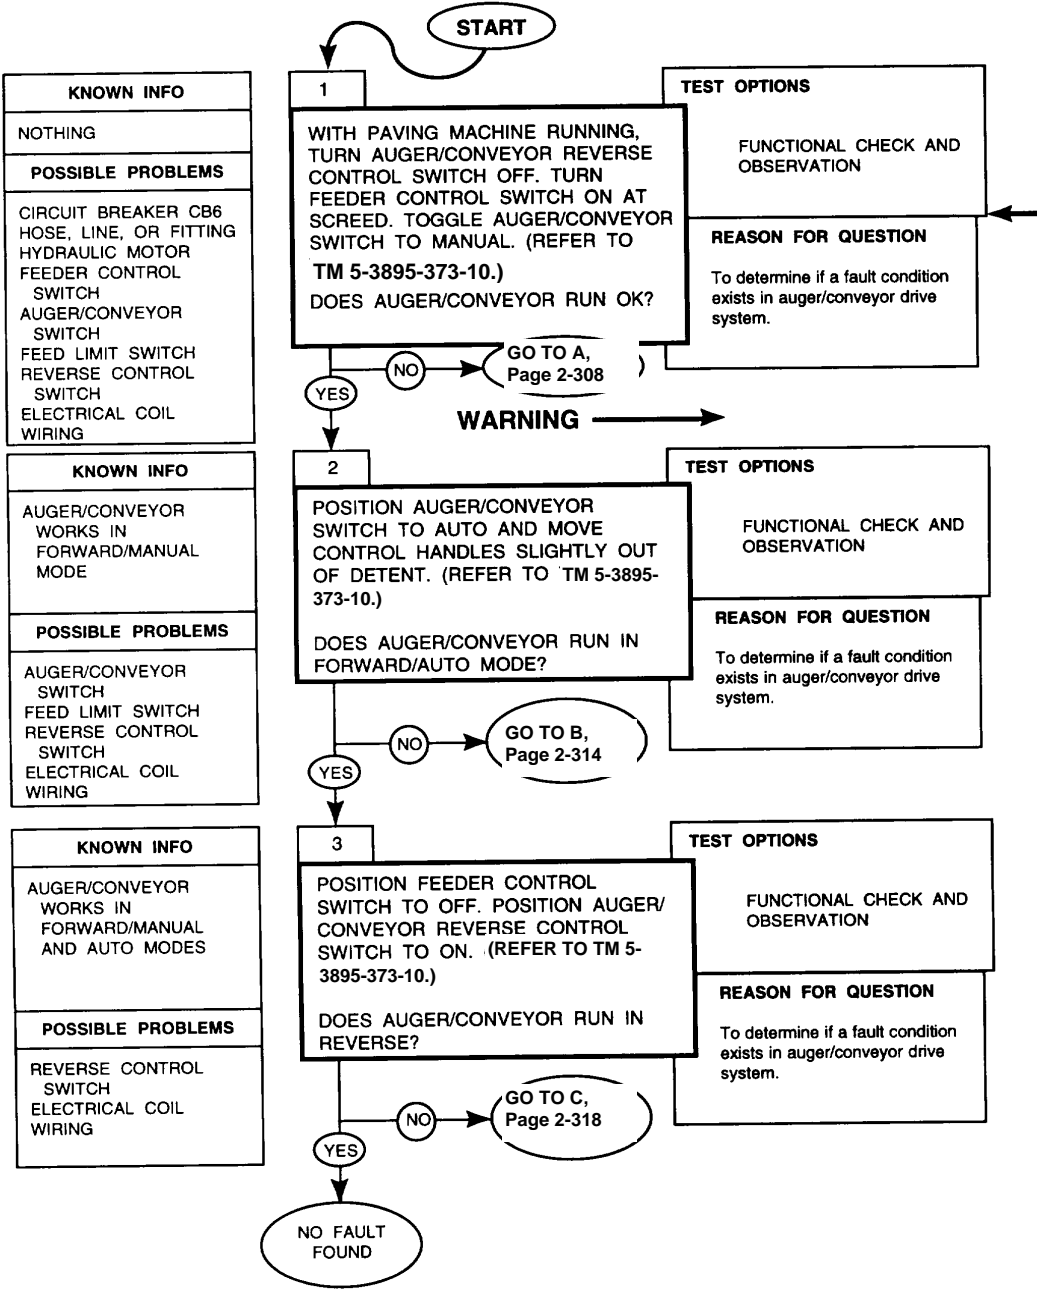 START
KNOWN INFO
NOTHING
POSSIBLE PROBLEMS
CIRCUIT BREAKER CB6
HOSE, LINE, OR FITTING
HYDRAULIC MOTOR
FEEDER CONTROL
SWITCH
AUGER/CONVEYOR
SWITCH
FEED LIMIT SWITCH
REVERSE CONTROL
SWITCH
ELECTRICAL COIL
WIRING
1
WITH PAVING MACHINE RUNNING,
TURN AUGER/CONVEYOR REVERSE
CONTROL SWITCH OFF. TURN
FEEDER CONTROL SWITCH ON AT
SCREED. TOGGLE AUGER/CONVEYOR
SWITCH TO MANUAL. (REFER TO
TM 5-3895-373-10.)
DOES AUGER/CONVEYOR RUN OK?
TEST OPTIONS
FUNCTIONAL CHECK AND
OBSERVATION
REASON FOR QUESTION
To determine if a fault condition
exists in auger/conveyor drive
system.
NO
GO TO A,
Page 2-308
YES
WARNING
KNOWN INFO
AUGER/CONVEYOR
WORKS IN
FORWARD/MANUAL
MODE
POSSIBLE PROBLEMS
AUGER/CONVEYOR
SWITCH
FEED LIMIT SWITCH
REVERSE CONTROL
SWITCH
ELECTRICAL COIL
WIRING
2
POSITION AUGER/CONVEYOR
SWITCH TO AUTO AND MOVE
CONTROL HANDLES SLIGHTLY OUT
OF DETENT. (REFER TO TM 5-3895-
373-10.)
DOES AUGER/CONVEYOR RUN IN
FORWARD/AUTO MODE?
TEST OPTIONS
FUNCTIONAL CHECK AND
OBSERVATION
REASON FOR QUESTION
To determine if a fault condition
exists in auger/conveyor drive
system.
NO
GO TO B,
Page 2-314
YES
KNOWN INFO
AUGER/CONVEYOR
WORKS IN
FORWARD/MANUAL
AND AUTO MODES
POSSIBLE PROBLEMS
REVERSE CONTROL
SWITCH
ELECTRICAL COIL
WIRING
3
POSITION FEEDER CONTROL
SWITCH TO OFF. POSITION AUGER/
CONVEYOR REVERSE CONTROL
SWITCH TO ON. (REFER TO TM 5-
3895-373-10.)
DOES AUGER/CONVEYOR RUN IN
REVERSE?
TEST OPTIONS
FUNCTIONAL CHECK AND
OBSERVATION
REASON FOR QUESTION
To determine if a fault condition
exists in auger/conveyor drive
system.
NO
GO TO C,
Page 2-318
YES
NO FAULT
FOUND